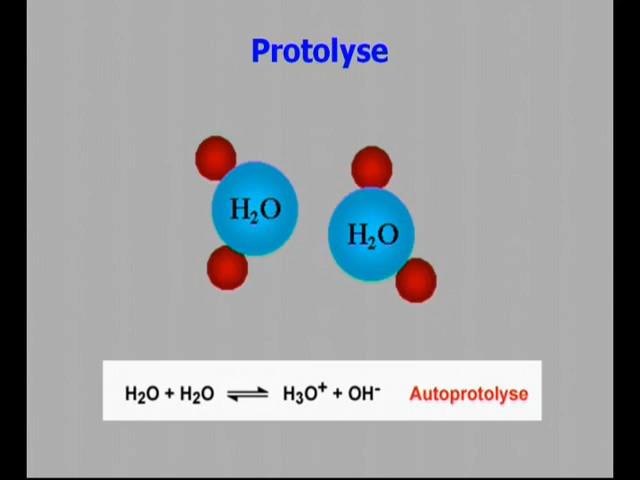 Protolyse
H₂O
H₂O
H₂O + H₂O ⇌ H₃O⁺ + OH⁻ Autoprotolyse